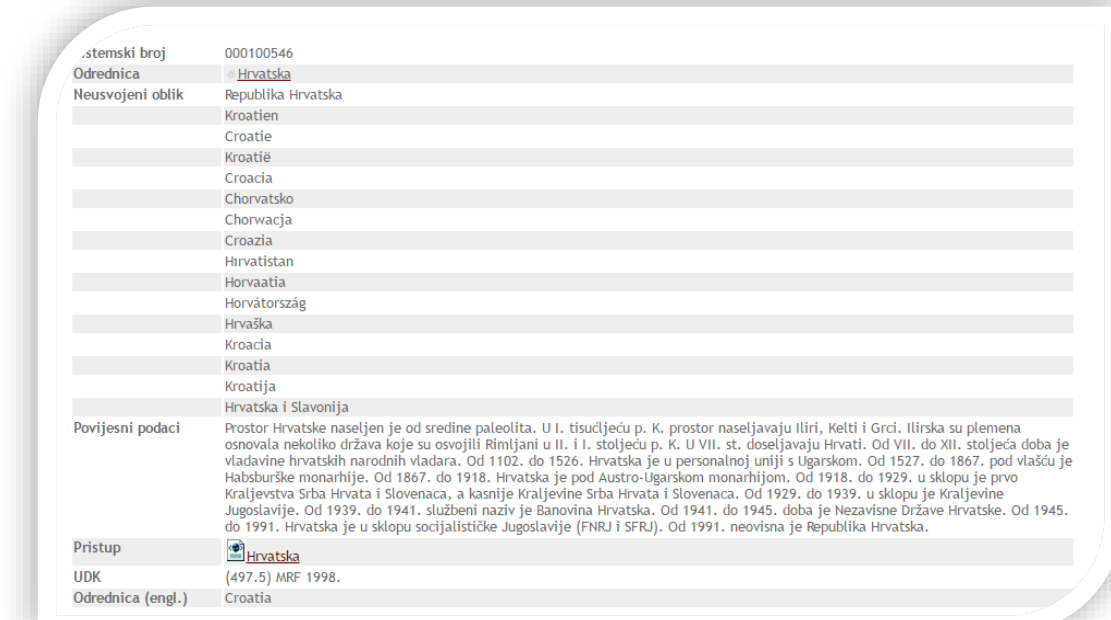 istemski broj 000100546
Odrednica Hrvatska
Neusvojeni oblik Republika Hrvatska
Kroatien
Croatie
Kroatië
Croacia
Chorvatsko
Chorwacja
Croazia
Hırvatistan
Horvaatia
Horvátország
Hrvaška
Kroacia
Kroatia
Kroatija
Hrvatska i Slavonija
Povijesni podaci Prostor Hrvatske naseljen je od sredine paleolita. U I. tisućljeću p. K. prostor naseljavaju Iliri, Kelti i Grci. Ilirska su plemena
osnovala nekoliko država koje su osvojili Rimljani u II. i I. stoljeću p. K. U VII. st. doseljavaju Hrvati. Od VII. do XII. stoljeća doba je
vladavine hrvatskih narodnih vladara. Od 1102. do 1526. Hrvatska je u personalnoj uniji s Ugarskom. Od 1527. do 1867. pod vlašću je
Habsburške monarhije. Od 1867. do 1918. Hrvatska je pod Austro-Ugarskom monarhijom. Od 1918. do 1929. u sklopu je prvo
Kraljevstva Srba Hrvata i Slovenaca, a kasnije Kraljevine Srba Hrvata i Slovenaca. Od 1929. do 1939. u sklopu je Kraljevine
Jugoslavije. Od 1939. do 1941. službeni naziv je Banovina Hrvatska. Od 1941. do 1945. doba je Nezavisne Države Hrvatske. Od 1945.
do 1991. Hrvatska je u sklopu socijalističke Jugoslavije (FNRJ i SFRJ). Od 1991. neovisna je Republika Hrvatska.
Pristup Hrvatska
UDK (497.5) MRF 1998.
Odrednica (engl.) Croatia